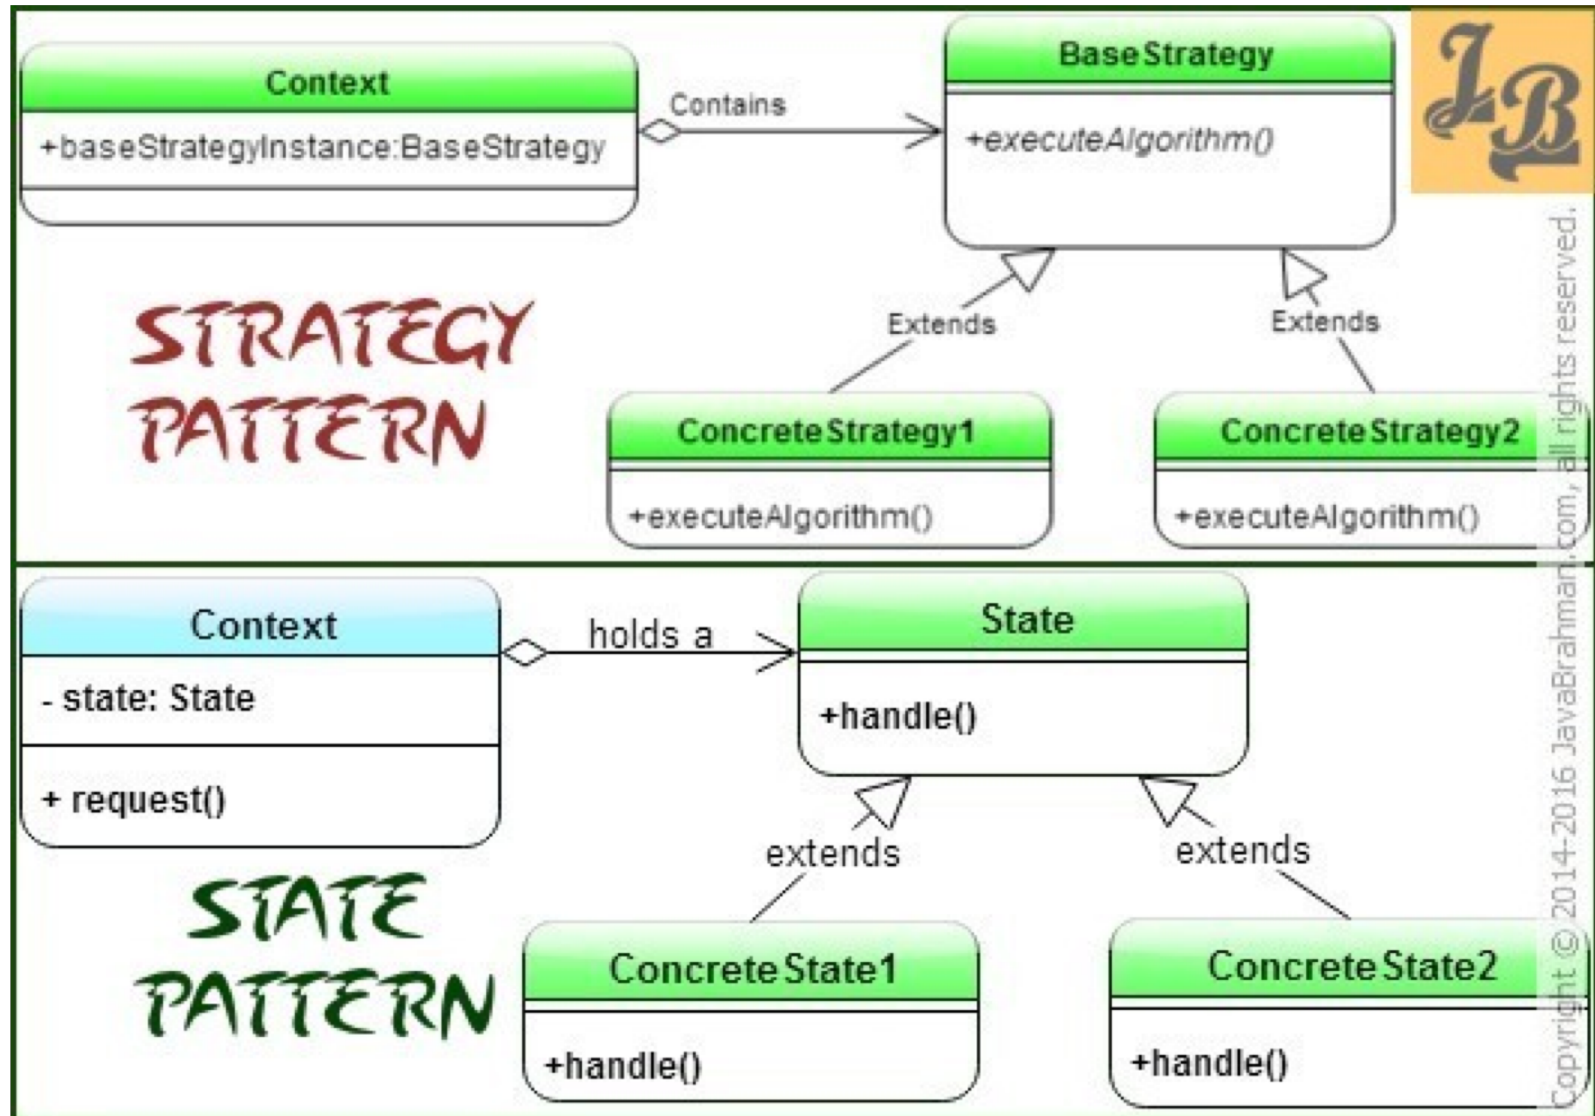 Context
+baseStrategyInstance:BaseStrategy
Contains
BaseStrategy
+executeAlgorithm()
JB
STRATEGY
PATTERN
Extends
Extends
ConcreteStrategy1
+executeAlgorithm()
ConcreteStrategy2
+executeAlgorithm()
Context
- state: State
+ request()
holds a
State
+handle()
STATE
PATTERN
extends
extends
ConcreteState1
+handle()
ConcreteState2
+handle()
Copyright © 2014-2016 JavaBrahman.com, all rights reserved.